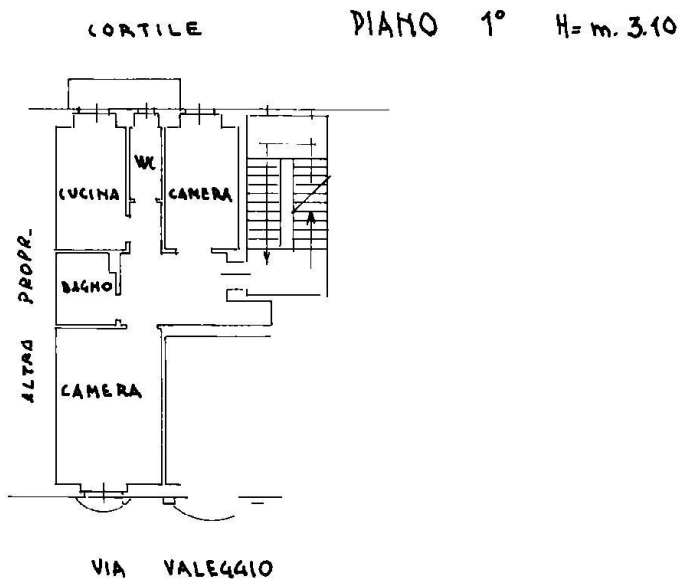 CORTILE
PIANO 1° H= m. 3.10
WC
CUCINA
CAMERA
BAGNO
ALTRA PROPR.
CAMERA
VIA VALEGGIO